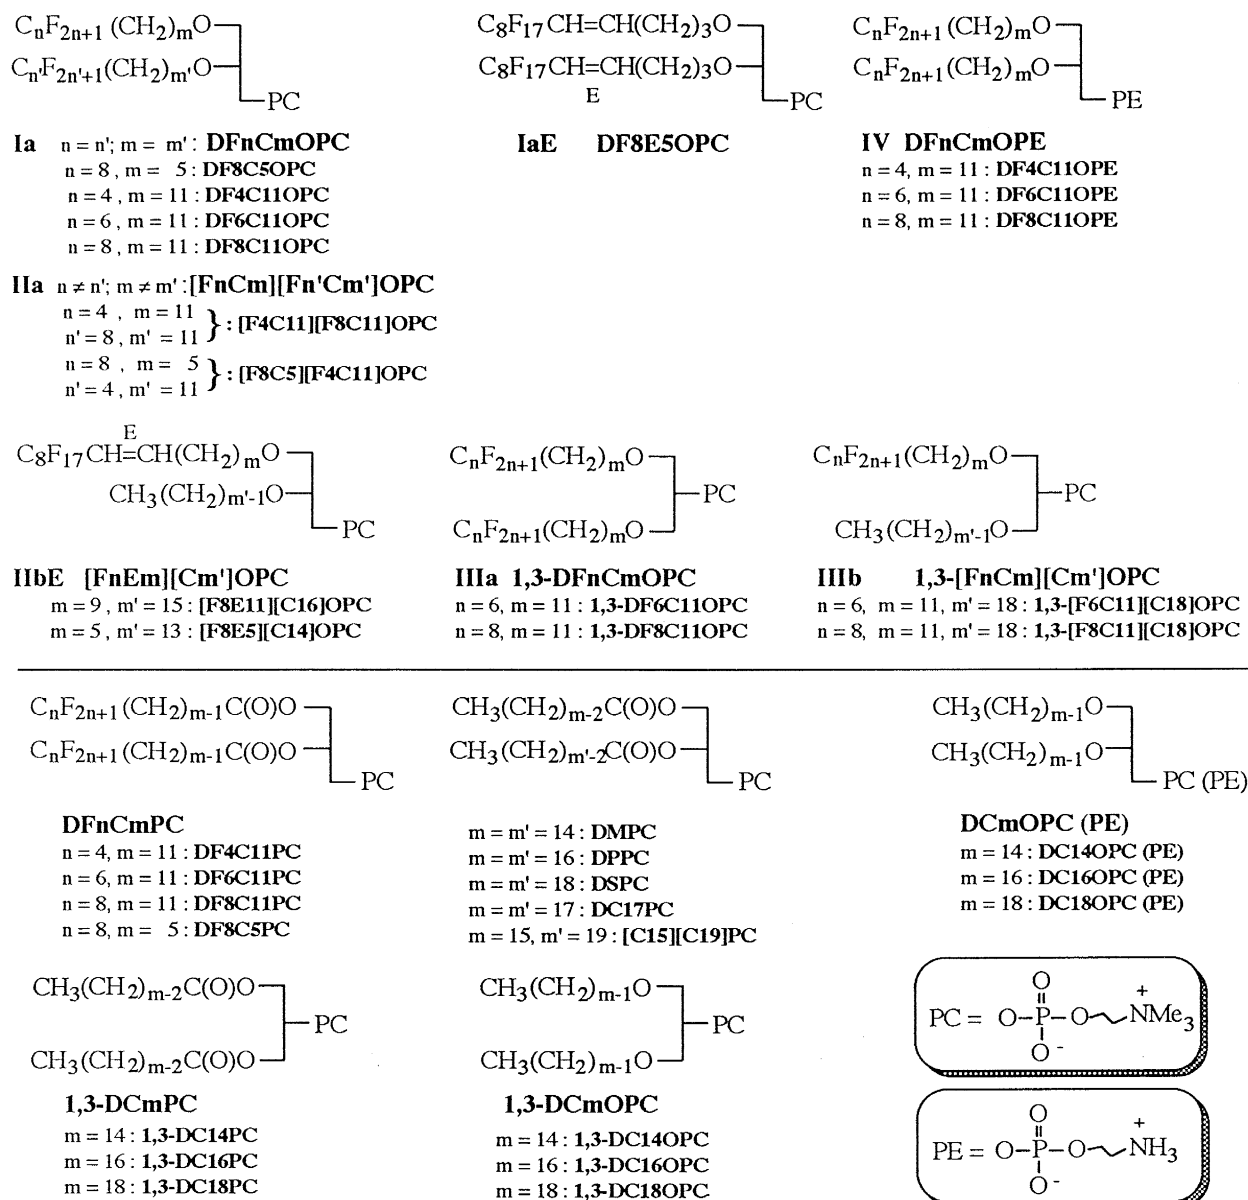 CnF2n+1 (CH2)mO
Cn'F2n'+1(CH2)m'O
PC
Ia n = n'; m = m' : DFnCmOPC
n = 8 , m = 5 : DF8C5OPC
n = 4 , m = 11 : DF4C11OPC
n = 6 , m = 11 : DF6C11OPC
n = 8 , m = 11 : DF8C11OPC
IIa n ≠ n'; m ≠ m' :[FnCm][Fn'Cm']OPC
n = 4 , m = 11
n' = 8 , m' = 11 } : [F4C11][F8C11]OPC
n = 8 , m = 5
n' = 4 , m' = 11 } : [F8C5][F4C11]OPC
C8F17CH=CH(CH2)3O
C8F17CH=CH(CH2)3O
E
PC
IaE DF8E5OPC
CnF2n+1(CH2)mO
CnF2n+1(CH2)mO
PE
IV DFnCmOPE
n = 4, m = 11 : DF4C11OPE
n = 6, m = 11 : DF6C11OPE
n = 8, m = 11 : DF8C11OPE
E
C8F17CH=CH(CH2)mO
CH3(CH2)m'-1O
PC
IIbE [FnEm][Cm']OPC
m = 9 , m' = 15 : [F8E11][C16]OPC
m = 5 , m' = 13 : [F8E5][C14]OPC
CnF2n+1(CH2)mO
PC
CnF2n+1(CH2)mO
IIIa 1,3-DFnCmOPC
n = 6, m = 11 : 1,3-DF6C11OPC
n = 8, m = 11 : 1,3-DF8C11OPC
CnF2n+1(CH2)mO
PC
CH3(CH2)m'-1O
IIIb 1,3-[FnCm][Cm']OPC
n = 6, m = 11, m' = 18 : 1,3-[F6C11][C18]OPC
n = 8, m = 11, m' = 18 : 1,3-[F8C11][C18]OPC
CnF2n+1(CH2)m-1C(O)O
CnF2n+1(CH2)m-1C(O)O
PC
DFnCmPC
n = 4, m = 11 : DF4C11PC
n = 6, m = 11 : DF6C11PC
n = 8, m = 11 : DF8C11PC
n = 8, m = 5 : DF8C5PC
CH3(CH2)m-2C(O)O
CH3(CH2)m'-2C(O)O
PC
m = m' = 14 : DMPC
m = m' = 16 : DPPC
m = m' = 18 : DSPC
m = m' = 17 : DC17PC
m = 15, m' = 19 : [C15][C19]PC
CH3(CH2)m-1O
CH3(CH2)m-1O
PC (PE)
DCmOPC (PE)
m = 14 : DC14OPC (PE)
m = 16 : DC16OPC (PE)
m = 18 : DC18OPC (PE)
CH3(CH2)m-2C(O)O
PC
CH3(CH2)m-2C(O)O
1,3-DCmPC
m = 14 : 1,3-DC14PC
m = 16 : 1,3-DC16PC
m = 18 : 1,3-DC18PC
CH3(CH2)m-1O
PC
CH3(CH2)m-1O
1,3-DCmOPC
m = 14 : 1,3-DC14OPC
m = 16 : 1,3-DC16OPC
m = 18 : 1,3-DC18OPC
O +
PC = O-P-O NMe3
O-
O +
PE = O-P-O NH3
O-